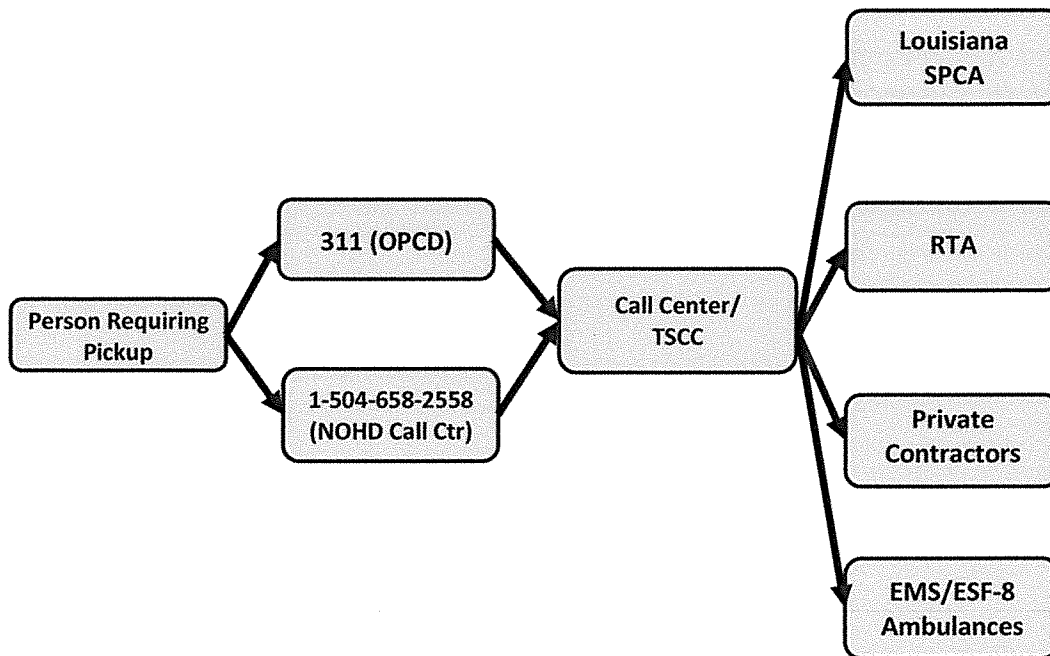 Person Requiring
Pickup
311 (OPCD)
1-504-658-2558
(NOHD Call Ctr)
Call Center/
TSCC
Louisiana
SPCA
RTA
Private
Contractors
EMS/ESF-8
Ambulances